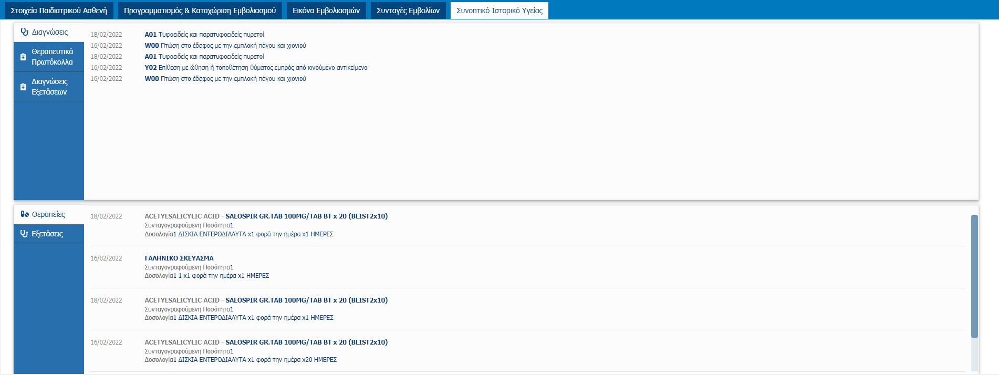 Στοιχεία Παιδιατρικού Ασθενή Προγραμματισμός & Καταχώριση Εμβολιασμού Εικόνα Εμβολιασμών Συνταγές Εμβολίων Συνοπτικό Ιστορικό Υγείας
Διαγνώσεις
Θεραπευτικά
Πρωτόκολλα
Διαγνώσεις
Εξετάσεων
18/02/2022 A01 Τυφοειδείς και παρατυφοειδείς πυρετοί
16/02/2022 W00 Πτώση στο έδαφος με την εμπλοκή πάγου και χιονιού
18/02/2022 A01 Τυφοειδείς και παρατυφοειδείς πυρετοί
16/02/2022 Y02 Επίθεση με ώθηση ή τοποθέτηση θύματος εμπρός από κινούμενο αντικείμενο
16/02/2022 W00 Πτώση στο έδαφος με την εμπλοκή πάγου και χιονιού
Θεραπείες
Εξετάσεις
18/02/2022 ACETYLSALICYLIC ACID - SALOSPIR GR.TAB 100MG/TAB BT x 20 (BLIST2x10)
Συνταγογραφούμενη Ποσότητα1
Δοσολογία1 ΔΙΣΚΙΑ ΕΝΤΕΡΟΔΙΑΛΥΤΑ x1 φορά την ημέρα x1 ΗΜΕΡΕΣ
16/02/2022 ΓΑΛΗΝΙΚΟ ΣΚΕΥΑΣΜΑ
Συνταγογραφούμενη Ποσότητα1
Δοσολογία1 1 x1 φορά την ημέρα x1 ΗΜΕΡΕΣ
18/02/2022 ACETYLSALICYLIC ACID - SALOSPIR GR.TAB 100MG/TAB BT x 20 (BLIST2x10)
Συνταγογραφούμενη Ποσότητα1
Δοσολογία1 ΔΙΣΚΙΑ ΕΝΤΕΡΟΔΙΑΛΥΤΑ x1 φορά την ημέρα x1 ΗΜΕΡΕΣ
16/02/2022 ACETYLSALICYLIC ACID - SALOSPIR GR.TAB 100MG/TAB BT x 20 (BLIST2x10)
Συνταγογραφούμενη Ποσότητα1
Δοσολογία1 ΔΙΣΚΙΑ ΕΝΤΕΡΟΔΙΑΛΥΤΑ x1 φορά την ημέρα x20 ΗΜΕΡΕΣ